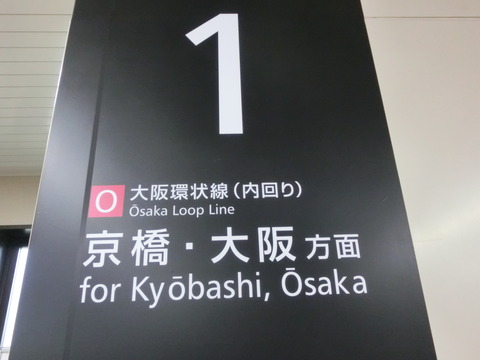 1
O 大阪環状線(内回り)
Ōsaka Loop Line
京橋・大阪 方面
for Kyōbashi, Ōsaka